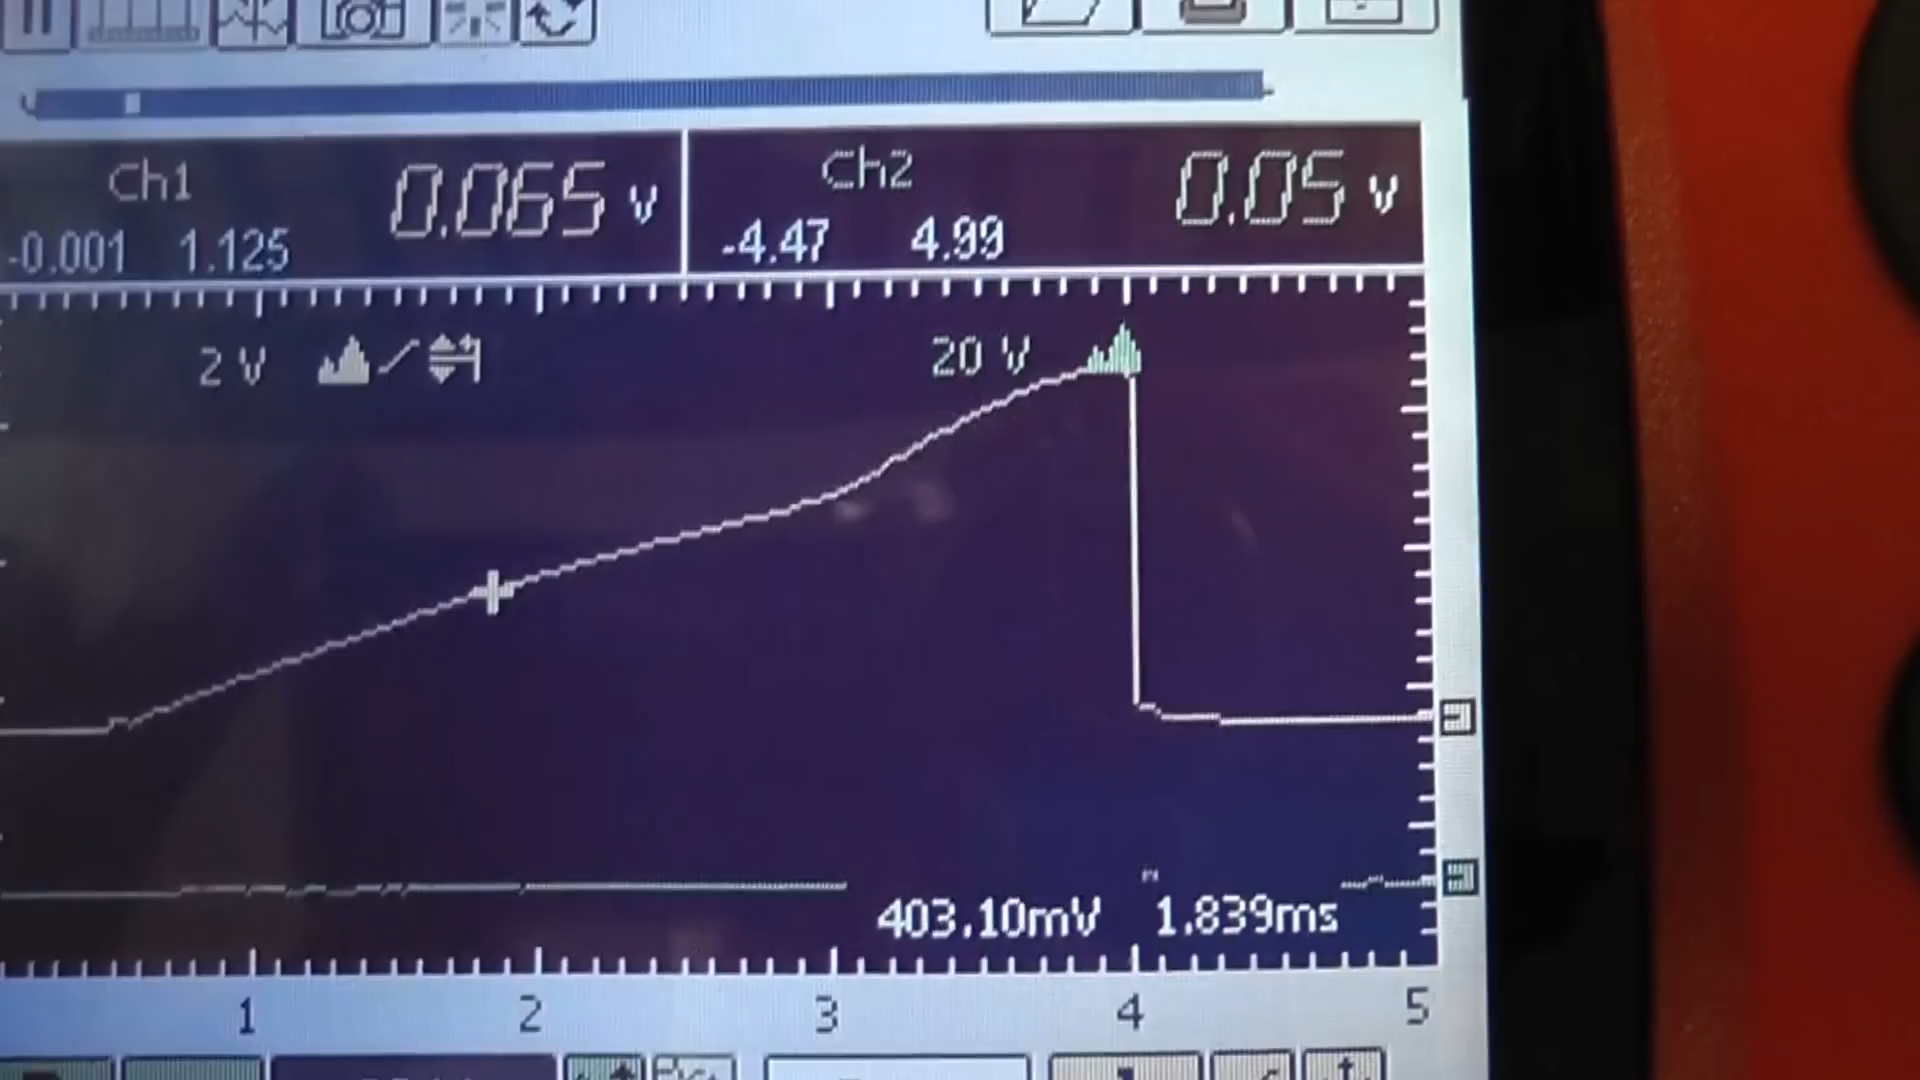 Ch1 0.065 V
-0.001 1.125
Ch2 0.05 V
-4.47 4.99
2 V
20 V
403.10mV 1.839ms
1 2 3 4 5